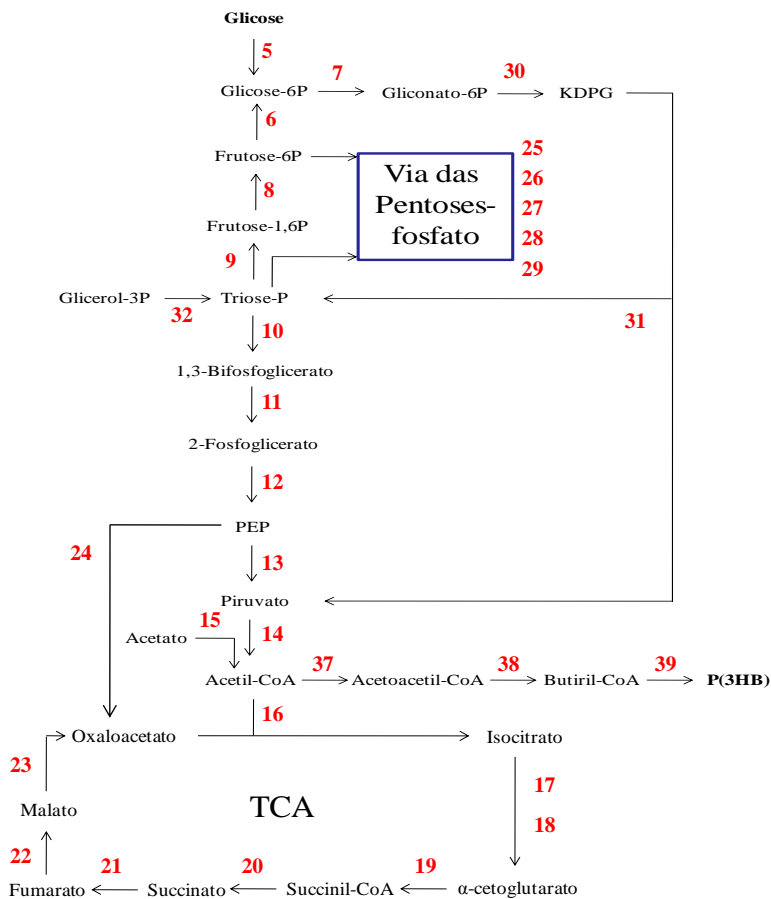 Glicose
5
7
30
Glicose-6P
Gliconato-6P
KDPG
6
Frutose-6P
25
Via das
26
Pentoses-
27
fosfato
28
29
8
Frutose-1,6P
9
Glicerol-3P
Triose-P
32
10
31
1,3-Bifosfoglicerato
11
2-Fosfoglicerato
12
PEP
24
13
Piruvato
15
14
Acetato
37
38
39
Acetil-CoA
Acetoacetil-CoA
Butiril-CoA
P(3HB)
16
Oxaloacetato
Isocitrato
23
17
Malato
TCA
18
22
21
20
19
Fumarato
Succinato
Succinil-CoA
α-cetoglutarato